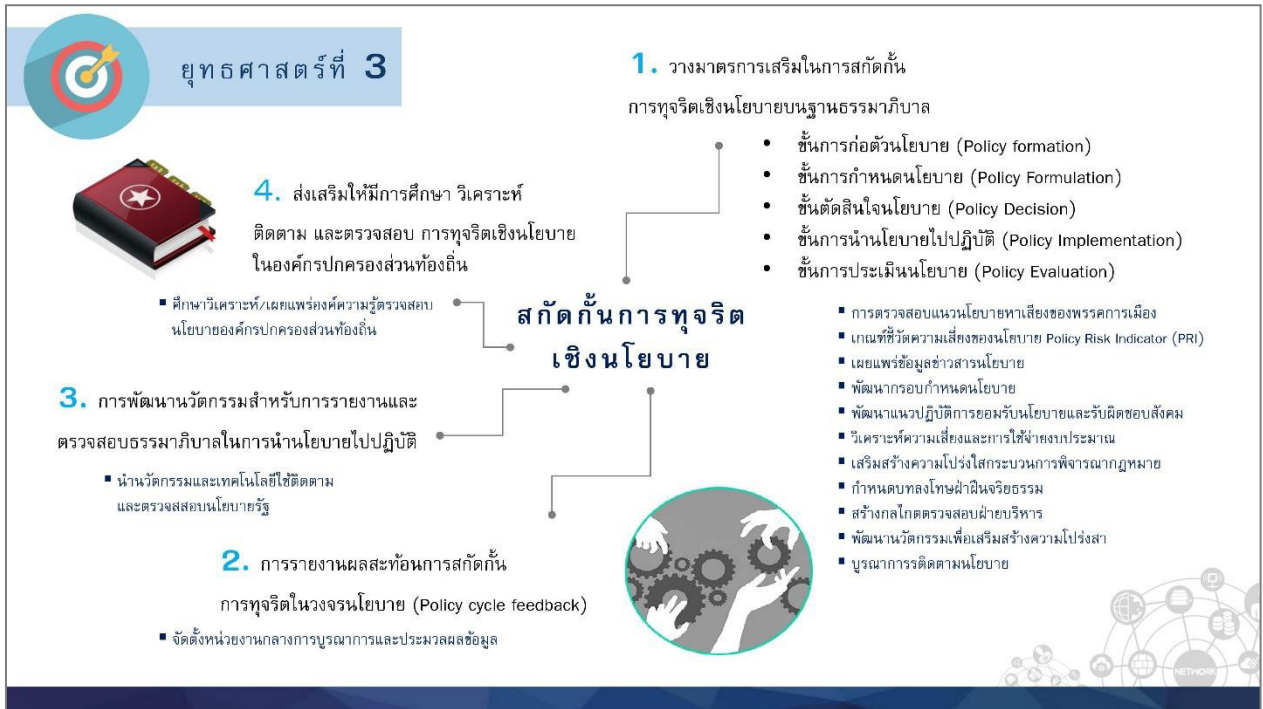 ยุทธศาสตร์ที่ 3
1. วางมาตรการเสริมในการสกัดกั้น
การทุจริตเชิงนโยบายบนฐานธรรมาภิบาล
• ขั้นการก่อตัวนโยบาย (Policy formation)
• ขั้นการกำหนดนโยบาย (Policy Formulation)
• ขั้นตัดสินใจนโยบาย (Policy Decision)
• ขั้นการนำนโยบายไปปฏิบัติ (Policy Implementation)
• ขั้นการประเมินนโยบาย (Policy Evaluation)
▪ การตรวจสอบแนวนโยบายหาเสียงของพรรคการเมือง
▪ เกณฑ์ชี้วัดความเสี่ยงของนโยบาย Policy Risk Indicator (PRI)
▪ เผยแพร่ข้อมูลข่าวสารนโยบาย
▪ พัฒนากรอบกำหนดนโยบาย
▪ พัฒนาแนวปฏิบัติการยอมรับนโยบายและรับผิดชอบสังคม
▪ วิเคราะห์ความเสี่ยงและการใช้จ่ายงบประมาณ
▪ เสริมสร้างความโปร่งใสกระบวนการพิจารณากฎหมาย
▪ กำหนดบทลงโทษฝ่าฝืนจริยธรรม
▪ สร้างกลไกตตรวจสอบฝ่ายบริหาร
▪ พัฒนานวัตกรรมเพื่อเสริมสร้างความโปร่งสา
▪ บูรณาการรติดตามนโยบาย
4. ส่งเสริมให้มีการศึกษา วิเคราะห์
ติดตาม และตรวจสอบ การทุจริตเชิงนโยบาย
ในองค์กรปกครองส่วนท้องถิ่น
▪ ศึกษาวิเคราะห์/เผยแพร่องค์ความรู้ตรวจสอบ
นโยบายองค์กรปกครองส่วนท้องถิ่น
สกัดกั้นการทุจริต
เชิงนโยบาย
3. การพัฒนานวัตกรรมสำหรับการรายงานและ
ตรวจสอบธรรมาภิบาลในการนำนโยบายไปปฏิบัติ
▪ นำนวัตกรรมและเทคโนโลยีใช้ติดตาม
และตรวจสสอบนโยบายรัฐ
2. การรายงานผลสะท้อนการสกัดกั้น
การทุจริตในวงจรนโยบาย (Policy cycle feedback)
▪ จัดตั้งหน่วยงานกลางการบูรณาการและประมวลผลข้อมูล
NETWORK